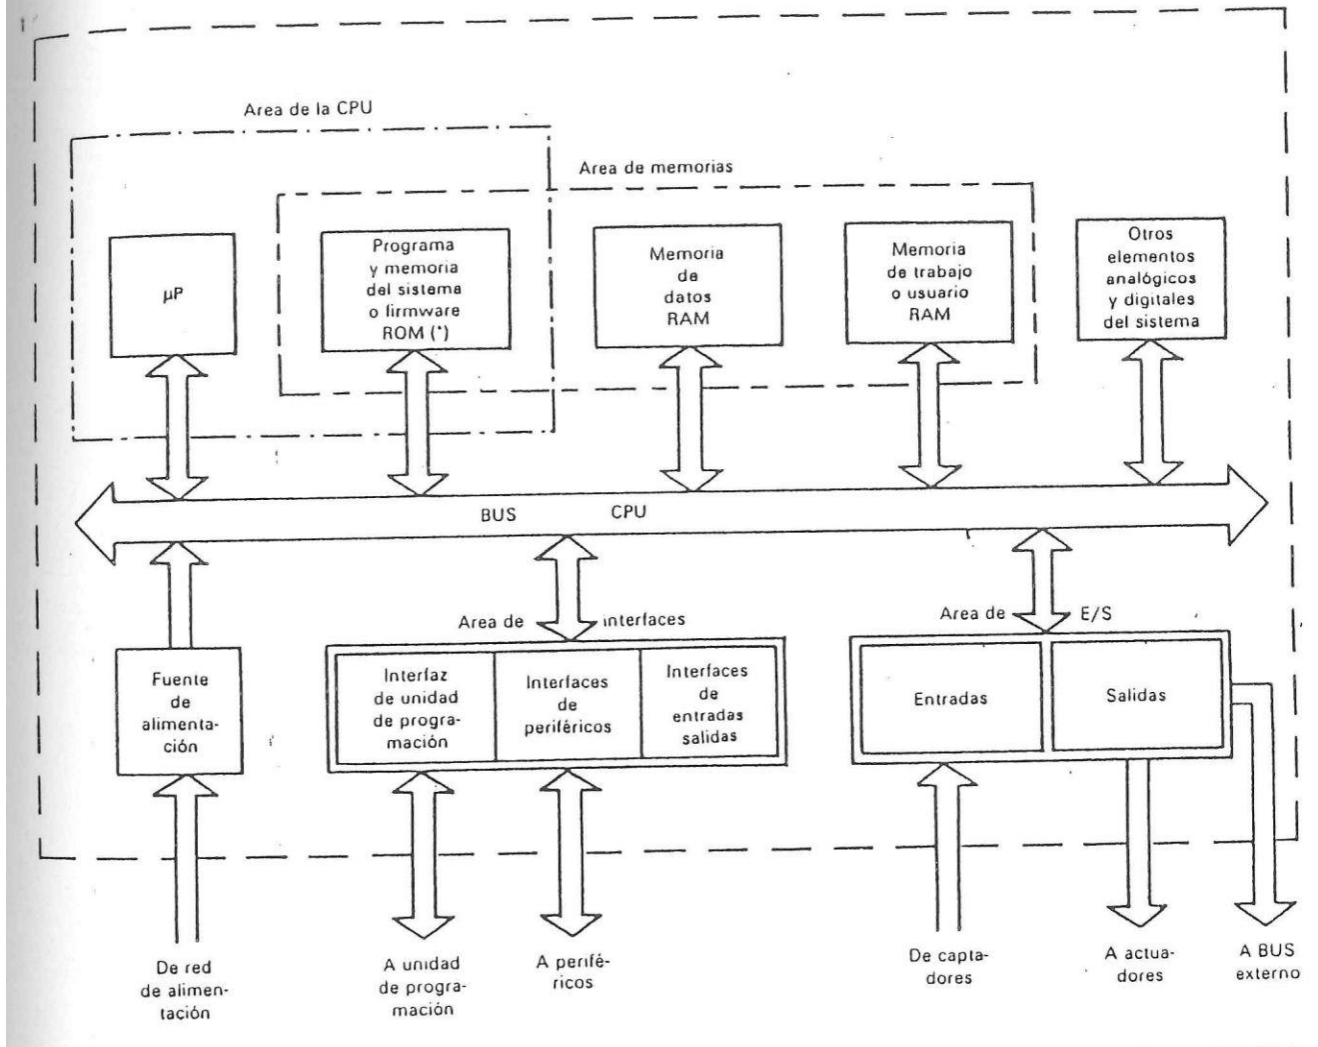 Area de la CPU
Area de memorias
µP
Programa
y memoria
del sistema
o firmware
ROM (*)
Memoria
de
datos
RAM
Memoria
de trabajo
o usuario
RAM
Otros
elementos
analógicos
y digitales
del sistema
BUS CPU
Area de interfaces
Area de E/S
Fuente
de
alimenta-
ción
Interfaz
de unidad
de progra-
mación
Interfaces
de
periféricos
Interfaces
de
entradas
salidas
Entradas
Salidas
De red
de alimen-
tación
A unidad
de progra-
mación
A perifé-
ricos
De capta-
dores
A actua-
dores
A BUS
externo